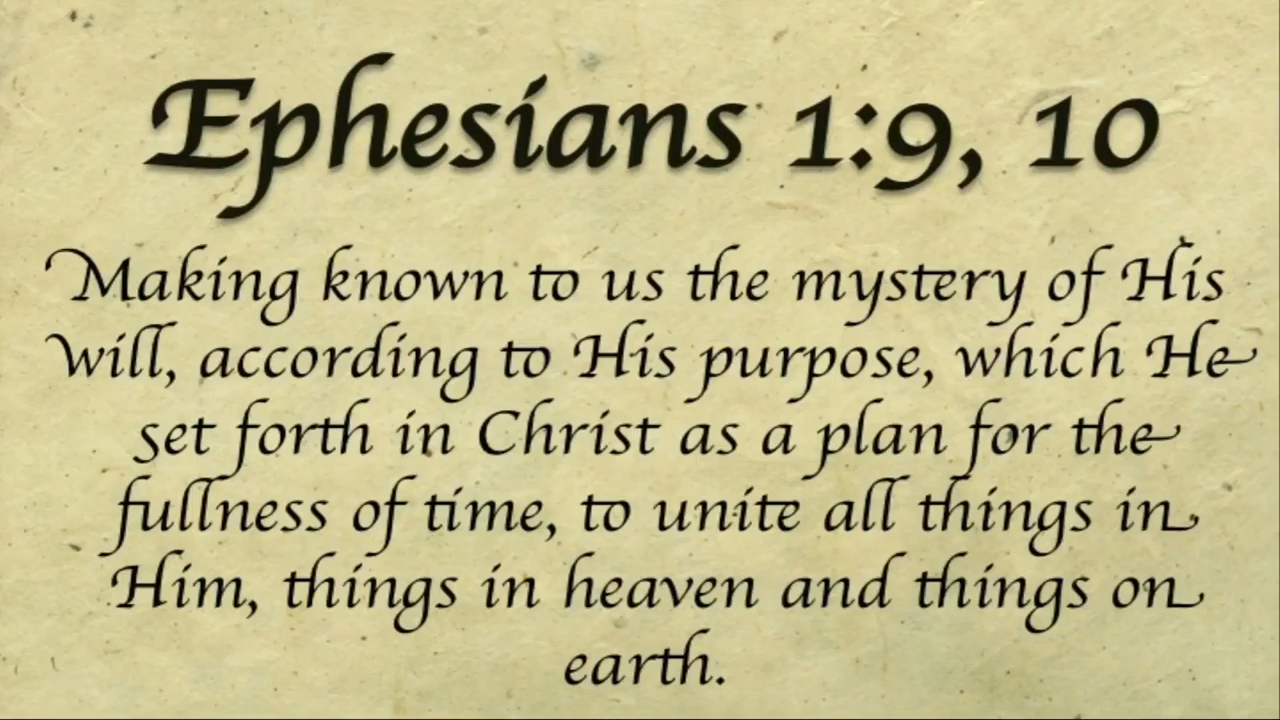 Ephesians 1:9, 10
Making known to us the mystery of His
will, according to His purpose, which He
set forth in Christ as a plan for the
fullness of time, to unite all things in
Him, things in heaven and things on
earth.